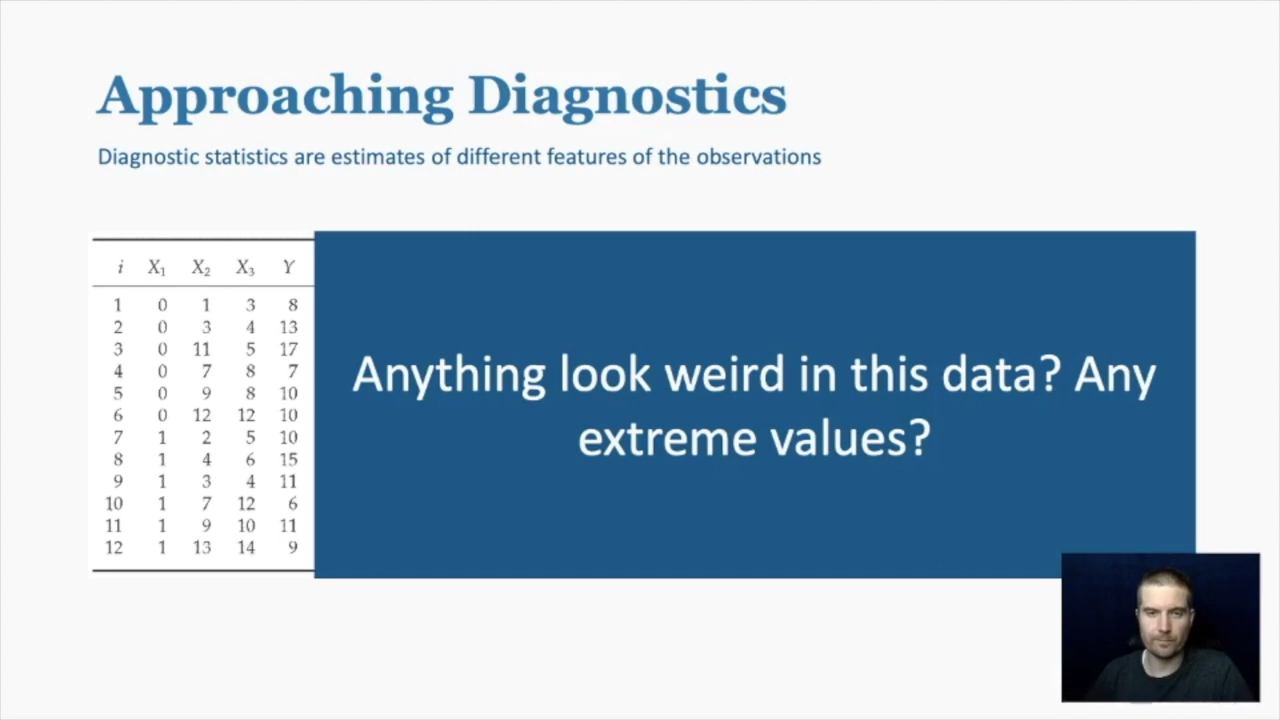 Approaching Diagnostics
Diagnostic statistics are estimates of different features of the observations
i X₁ X₂ X₃ Y
1 0 1 3 8
2 0 3 4 13
3 0 11 5 17
4 0 7 8 7
5 0 9 8 10
6 0 12 12 10
7 1 2 5 10
8 1 4 6 15
9 1 3 4 11
10 1 7 12 6
11 1 9 10 11
12 1 13 14 9
Anything look weird in this data? Any
extreme values?